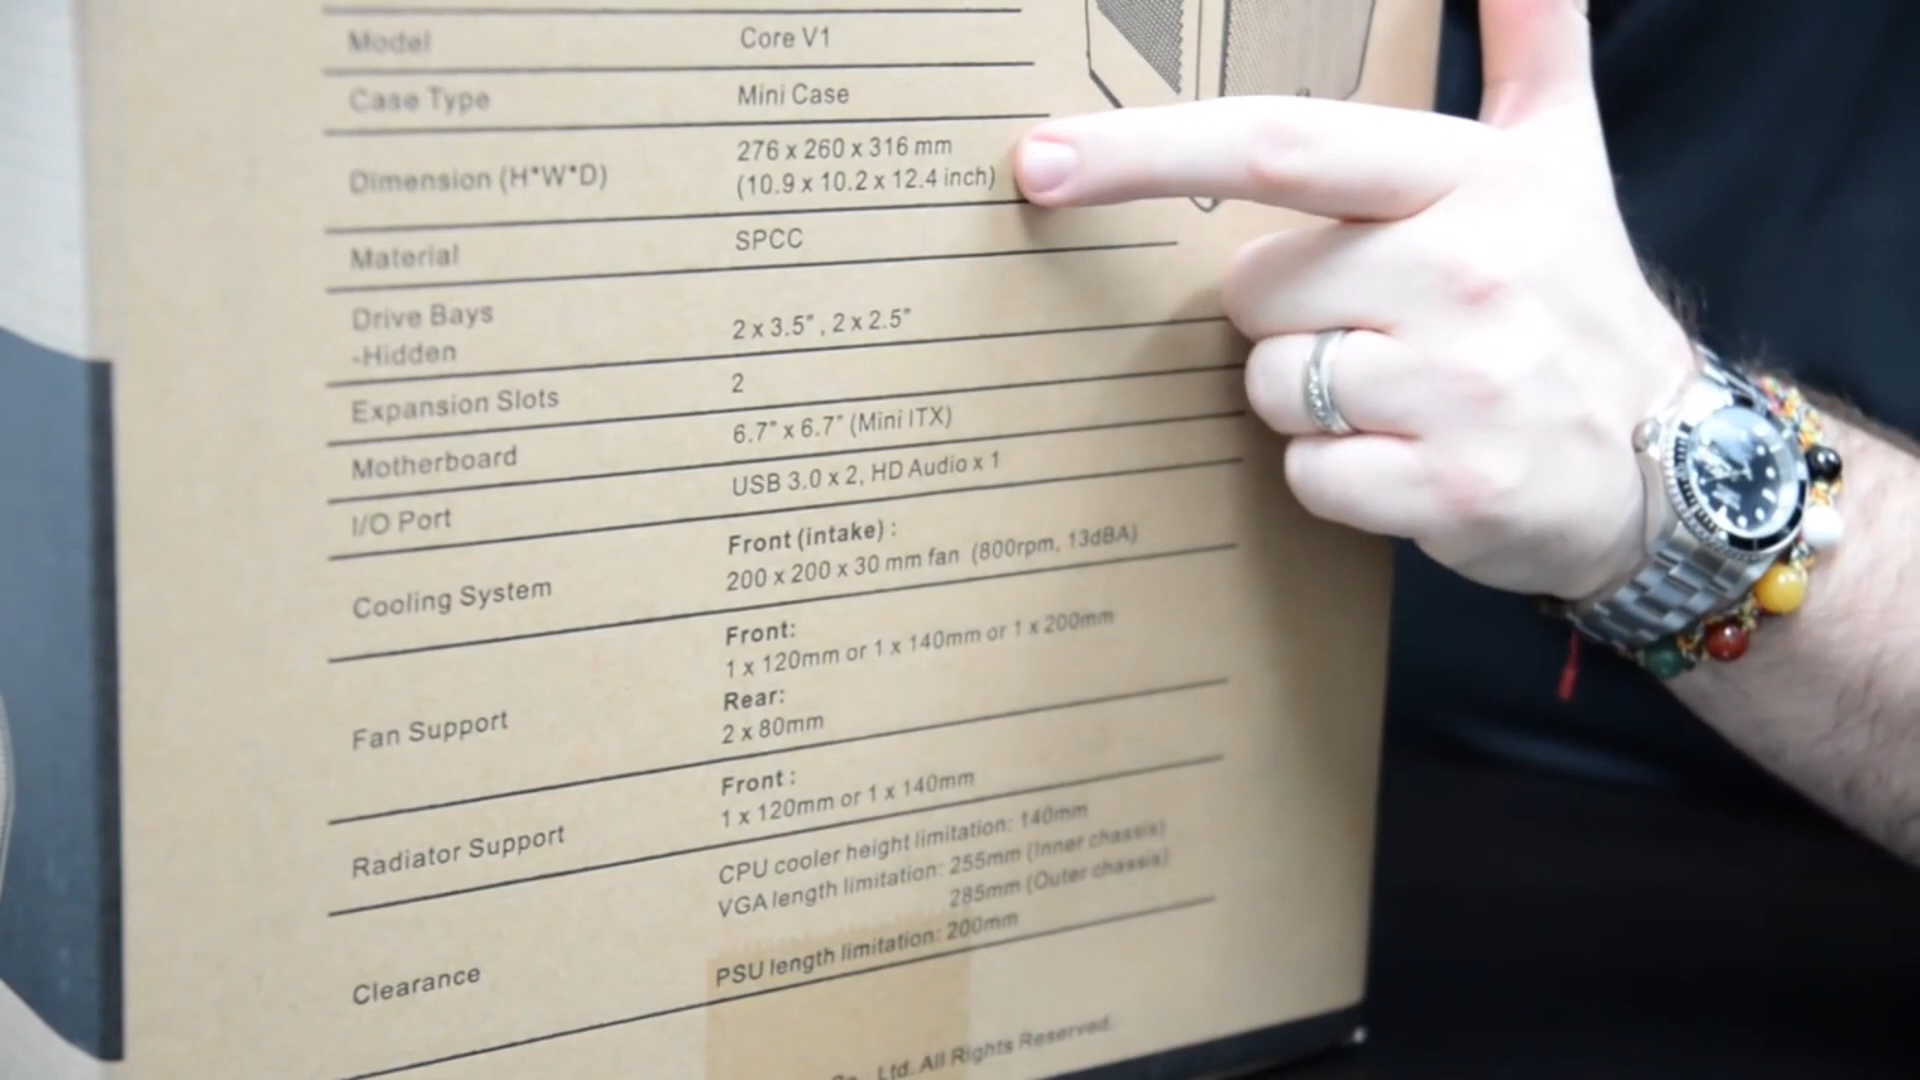 Model Core V1
Case Type Mini Case
Dimension (H*W*D) 276 x 260 x 316 mm
(10.9 x 10.2 x 12.4 inch)
Material SPCC
Drive Bays
-Hidden 2 x 3.5" , 2 x 2.5"
Expansion Slots 2
Motherboard 6.7" x 6.7" (Mini ITX)
I/O Port USB 3.0 x 2, HD Audio x 1
Cooling System Front (intake) :
200 x 200 x 30 mm fan (800rpm, 13dBA)
Fan Support Front:
1 x 120mm or 1 x 140mm or 1 x 200mm
Rear:
2 x 80mm
Radiator Support Front :
1 x 120mm or 1 x 140mm
Clearance CPU cooler height limitation: 140mm
VGA length limitation: 255mm (Inner chassis)
285mm (Outer chassis)
PSU length limitation: 200mm
Ltd. All Rights Reserved.